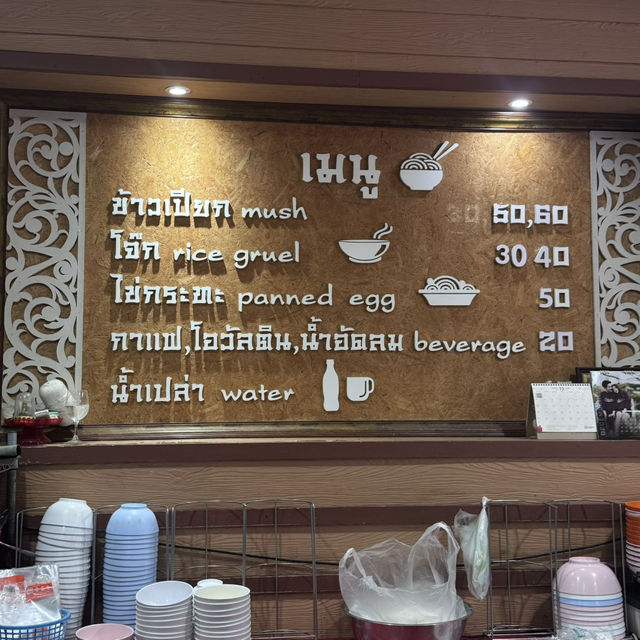 เมนู
ข้าวเปียก mush 50,60
โจ๊ก rice gruel 30 40
ไข่กระทะ panned egg 50
กาแฟ,โอวัลติน,น้ำอัดลม beverage 20
น้ำเปล่า water